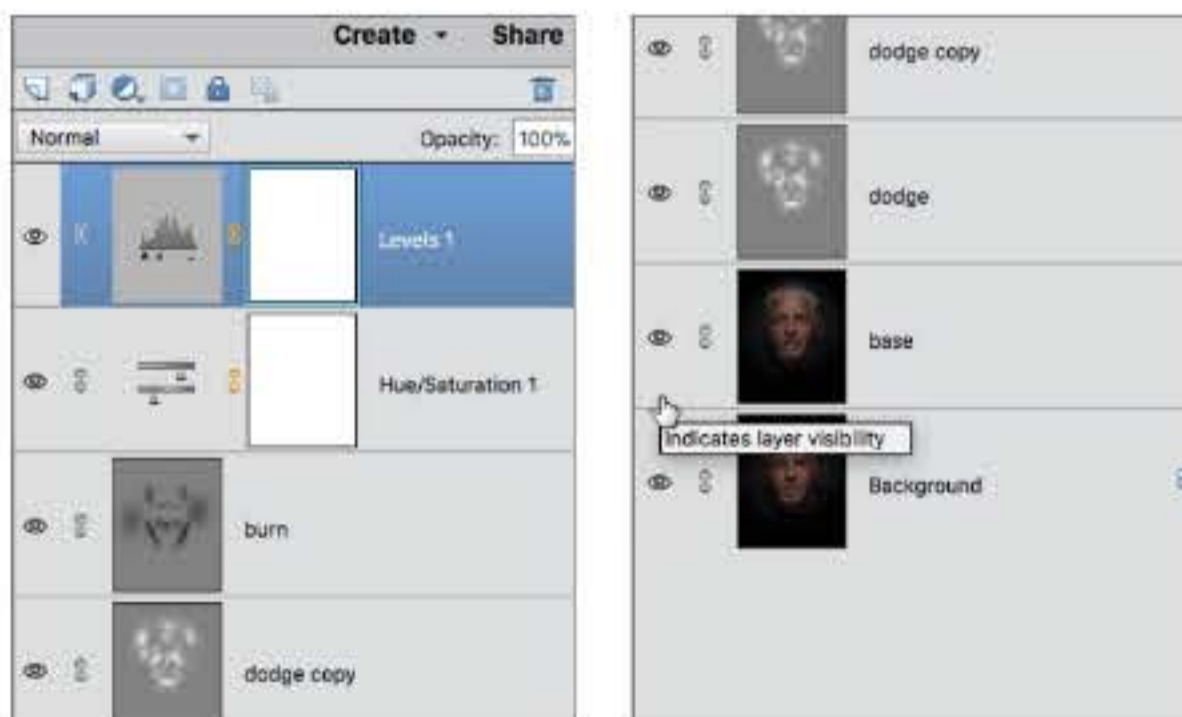 Create Share
Normal Opacity: 100%
Levels 1
Hue/Saturation 1
burn
dodge copy
dodge copy
dodge
base
Indicates layer visibility
Background